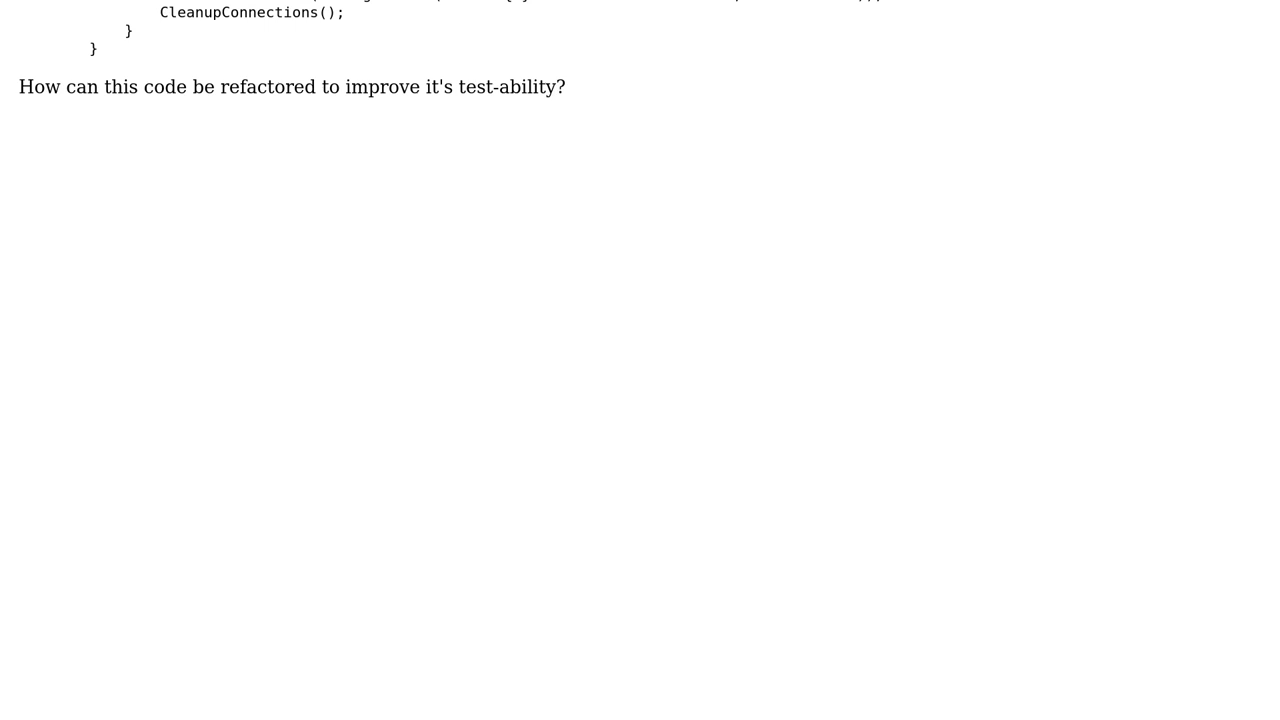 CleanupConnections();
}
}
How can this code be refactored to improve it's test-ability?